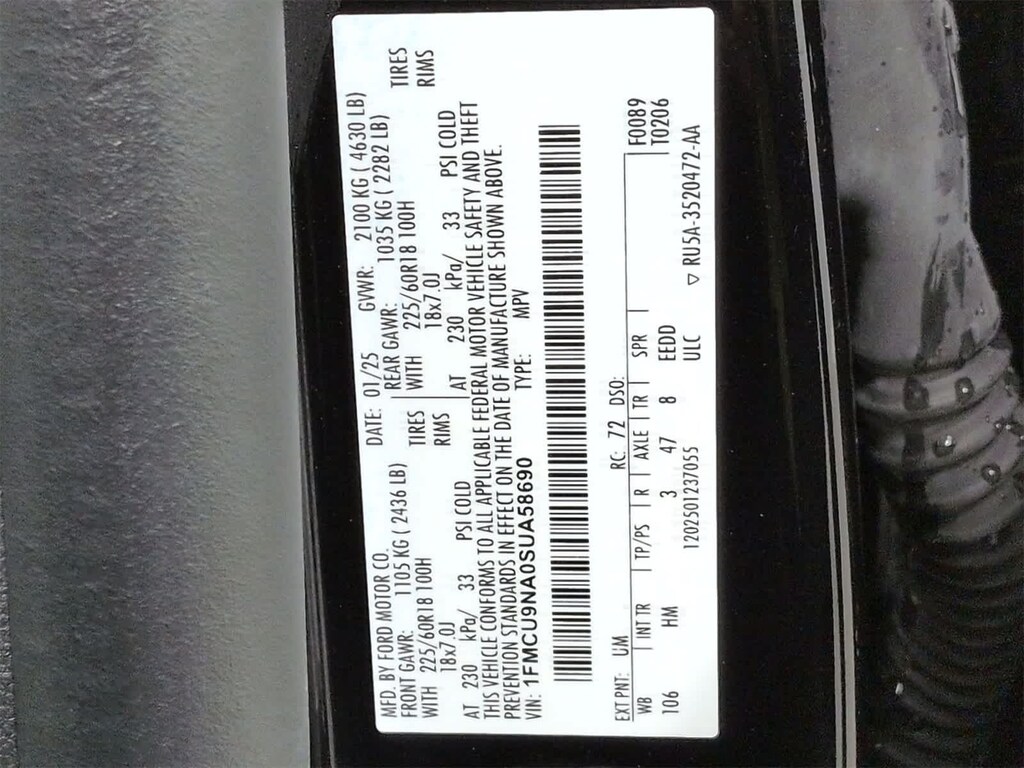 MFD. BY FORD MOTOR CO. DATE: 01/25 GVWR: 2100 KG ( 4630 LB)
FRONT GAWR: 1105 KG ( 2436 LB) REAR GAWR: 1035 KG ( 2282 LB)
WITH 225/60R18 100H TIRES WITH 225/60R18 100H TIRES
18x7.0J RIMS 18x7.0J RIMS
AT 230 kPa/ 33 PSI COLD AT 230 kPa/ 33 PSI COLD
THIS VEHICLE CONFORMS TO ALL APPLICABLE FEDERAL MOTOR VEHICLE SAFETY AND THEFT
PREVENTION STANDARDS IN EFFECT ON THE DATE OF MANUFACTURE SHOWN ABOVE.
VIN: 1FMCU9NA0SUA58690 TYPE: MPV
EXT PNT: UM RC: 72 DSO: F0089
WB INT TR TP/PS R AXLE TR SPR T0206
106 HM 3 47 8 EEDD
1202501237055 ULC ▽ RU5A-3520472-AA